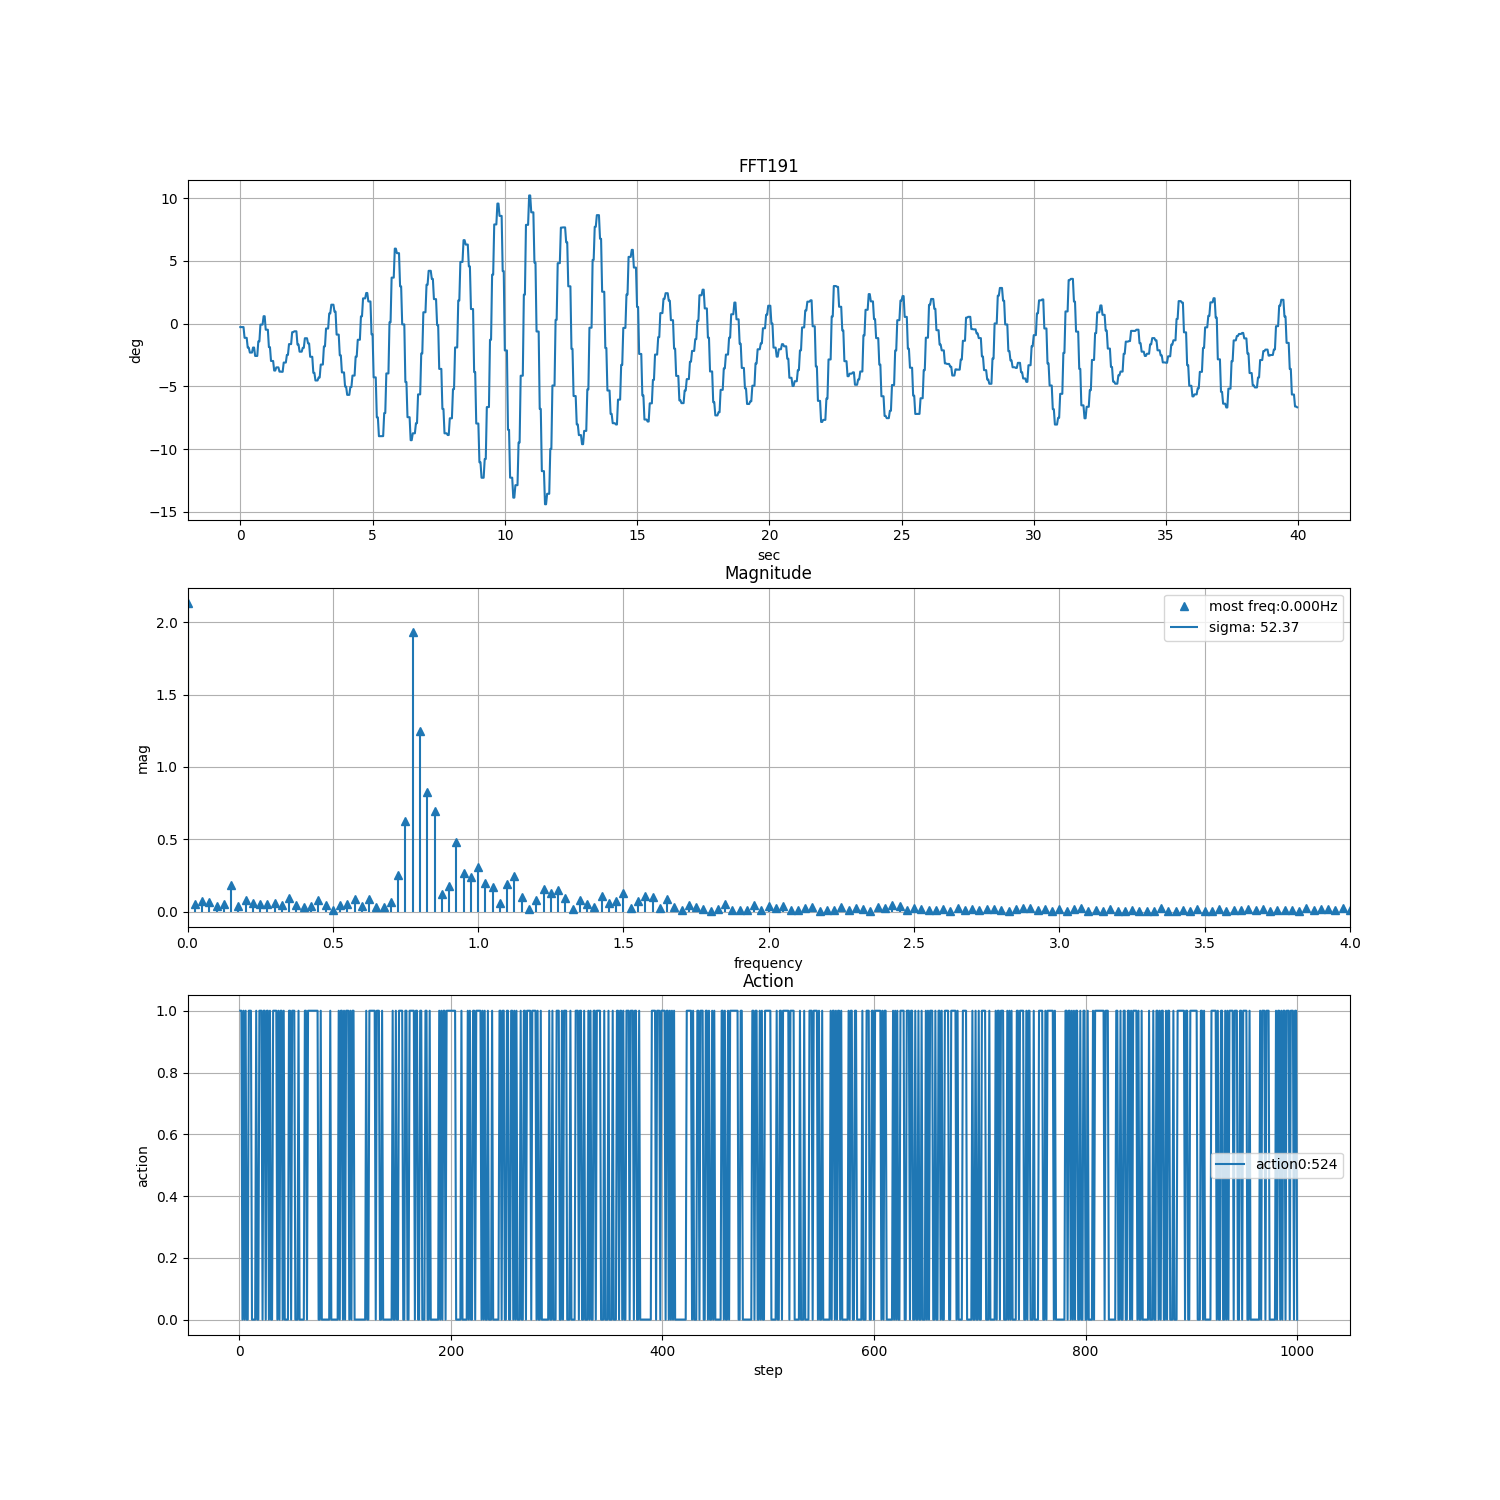 FFT191
10
5
0
−5
−10
−15
deg
0 5 10 15 20 25 30 35 40
sec
Magnitude
most freq:0.000Hz
sigma: 52.37
2.0
1.5
1.0
0.5
0.0
mag
0.0 0.5 1.0 1.5 2.0 2.5 3.0 3.5 4.0
frequency
Action
1.0
0.8
0.6
0.4
0.2
0.0
action
action0:524
0 200 400 600 800 1000
step